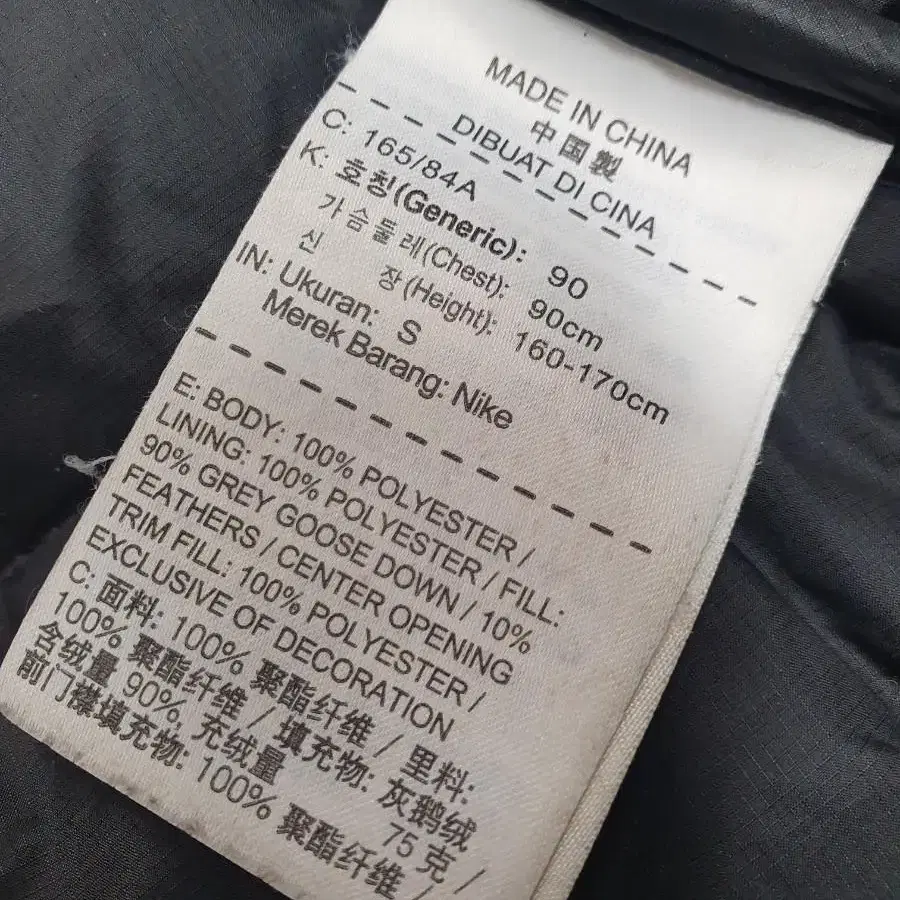 MADE IN CHINA
中国製
DIBUAT DI CINA
C: 165/84A
K: 호칭(Generic): 90
가슴둘레(Chest): 90cm
신 장(Height): 160-170cm
IN: Ukuran: S
Merek Barang: Nike
E: BODY: 100% POLYESTER /
LINING: 100% POLYESTER / FILL:
90% GREY GOOSE DOWN / 10%
FEATHERS / CENTER OPENING
TRIM FILL: 100% POLYESTER /
EXCLUSIVE OF DECORATION
C: 面料: 100% 聚酯纤维 / 里料:
100% 聚酯纤维 / 填充物: 灰鹅绒
含绒量 90%, 充绒量 75 克 /
前门襟填充物: 100% 聚酯纤维 /